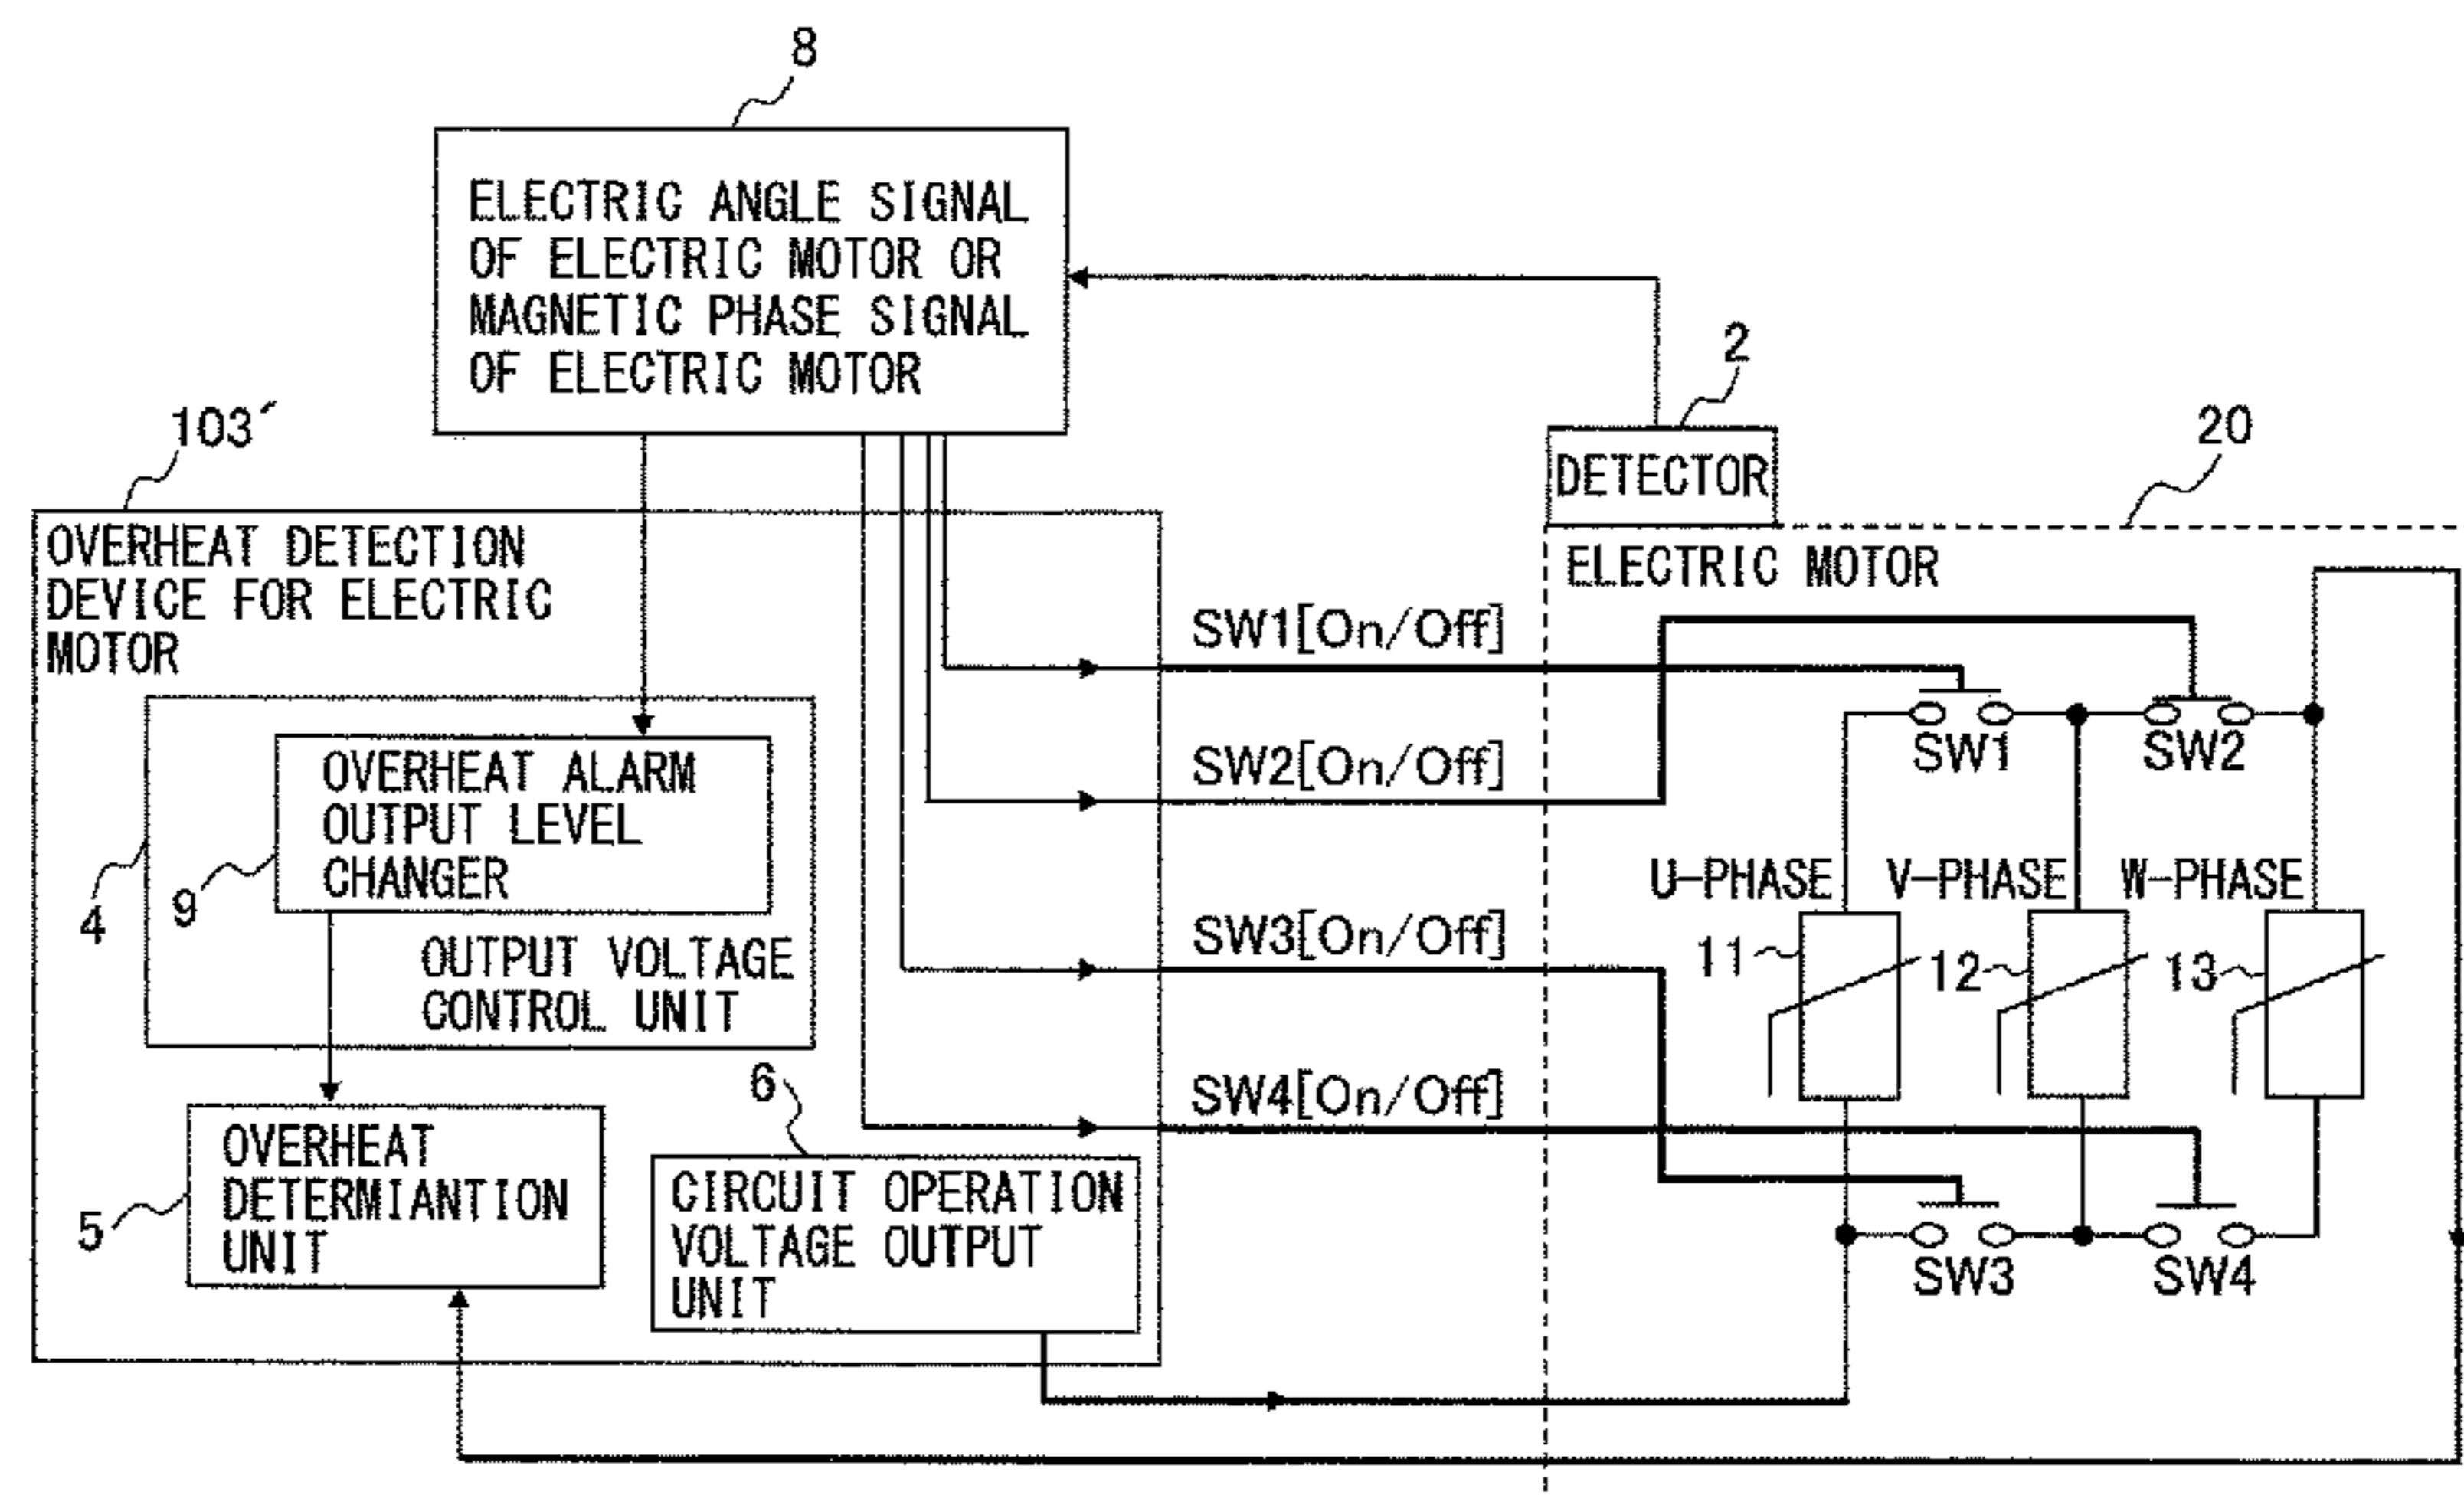 8
ELECTRIC ANGLE SIGNAL
OF ELECTRIC MOTOR OR
MAGNETIC PHASE SIGNAL
OF ELECTRIC MOTOR
2
DETECTOR
20
103´
OVERHEAT DETECTION
DEVICE FOR ELECTRIC
MOTOR
ELECTRIC MOTOR
SW1[On/Off]
SW2[On/Off]
SW3[On/Off]
SW4[On/Off]
SW1
SW2
OVERHEAT ALARM
OUTPUT LEVEL
CHANGER
4
9
OUTPUT VOLTAGE
CONTROL UNIT
U-PHASE
V-PHASE
W-PHASE
11
12
13
6
OVERHEAT
DETERMIANTION
UNIT
5
CIRCUIT OPERATION
VOLTAGE OUTPUT
UNIT
SW3
SW4